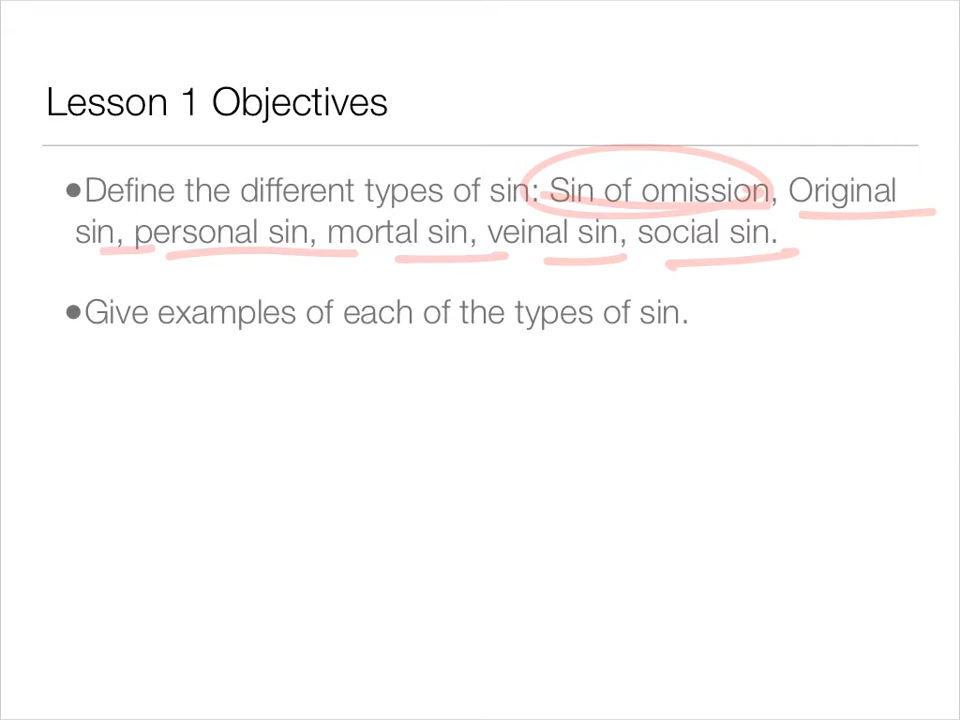 Lesson 1 Objectives
●Define the different types of sin: Sin of omission, Original
sin, personal sin, mortal sin, veinal sin, social sin.
●Give examples of each of the types of sin.